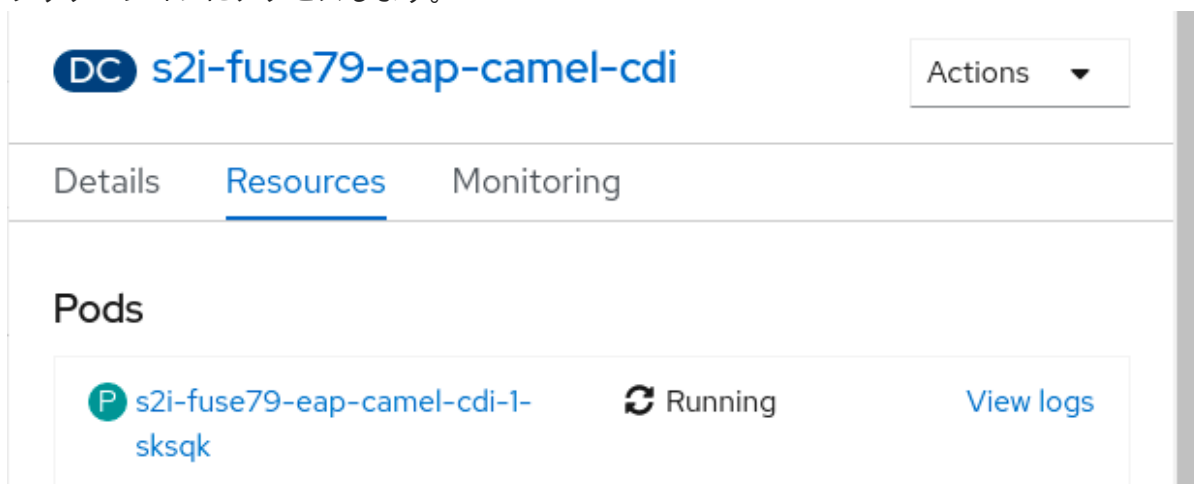 DC s2i-fuse79-eap-camel-cdi
Actions
Details Resources Monitoring
Pods
P s2i-fuse79-eap-camel-cdi-1-
sksqk
Running
View logs